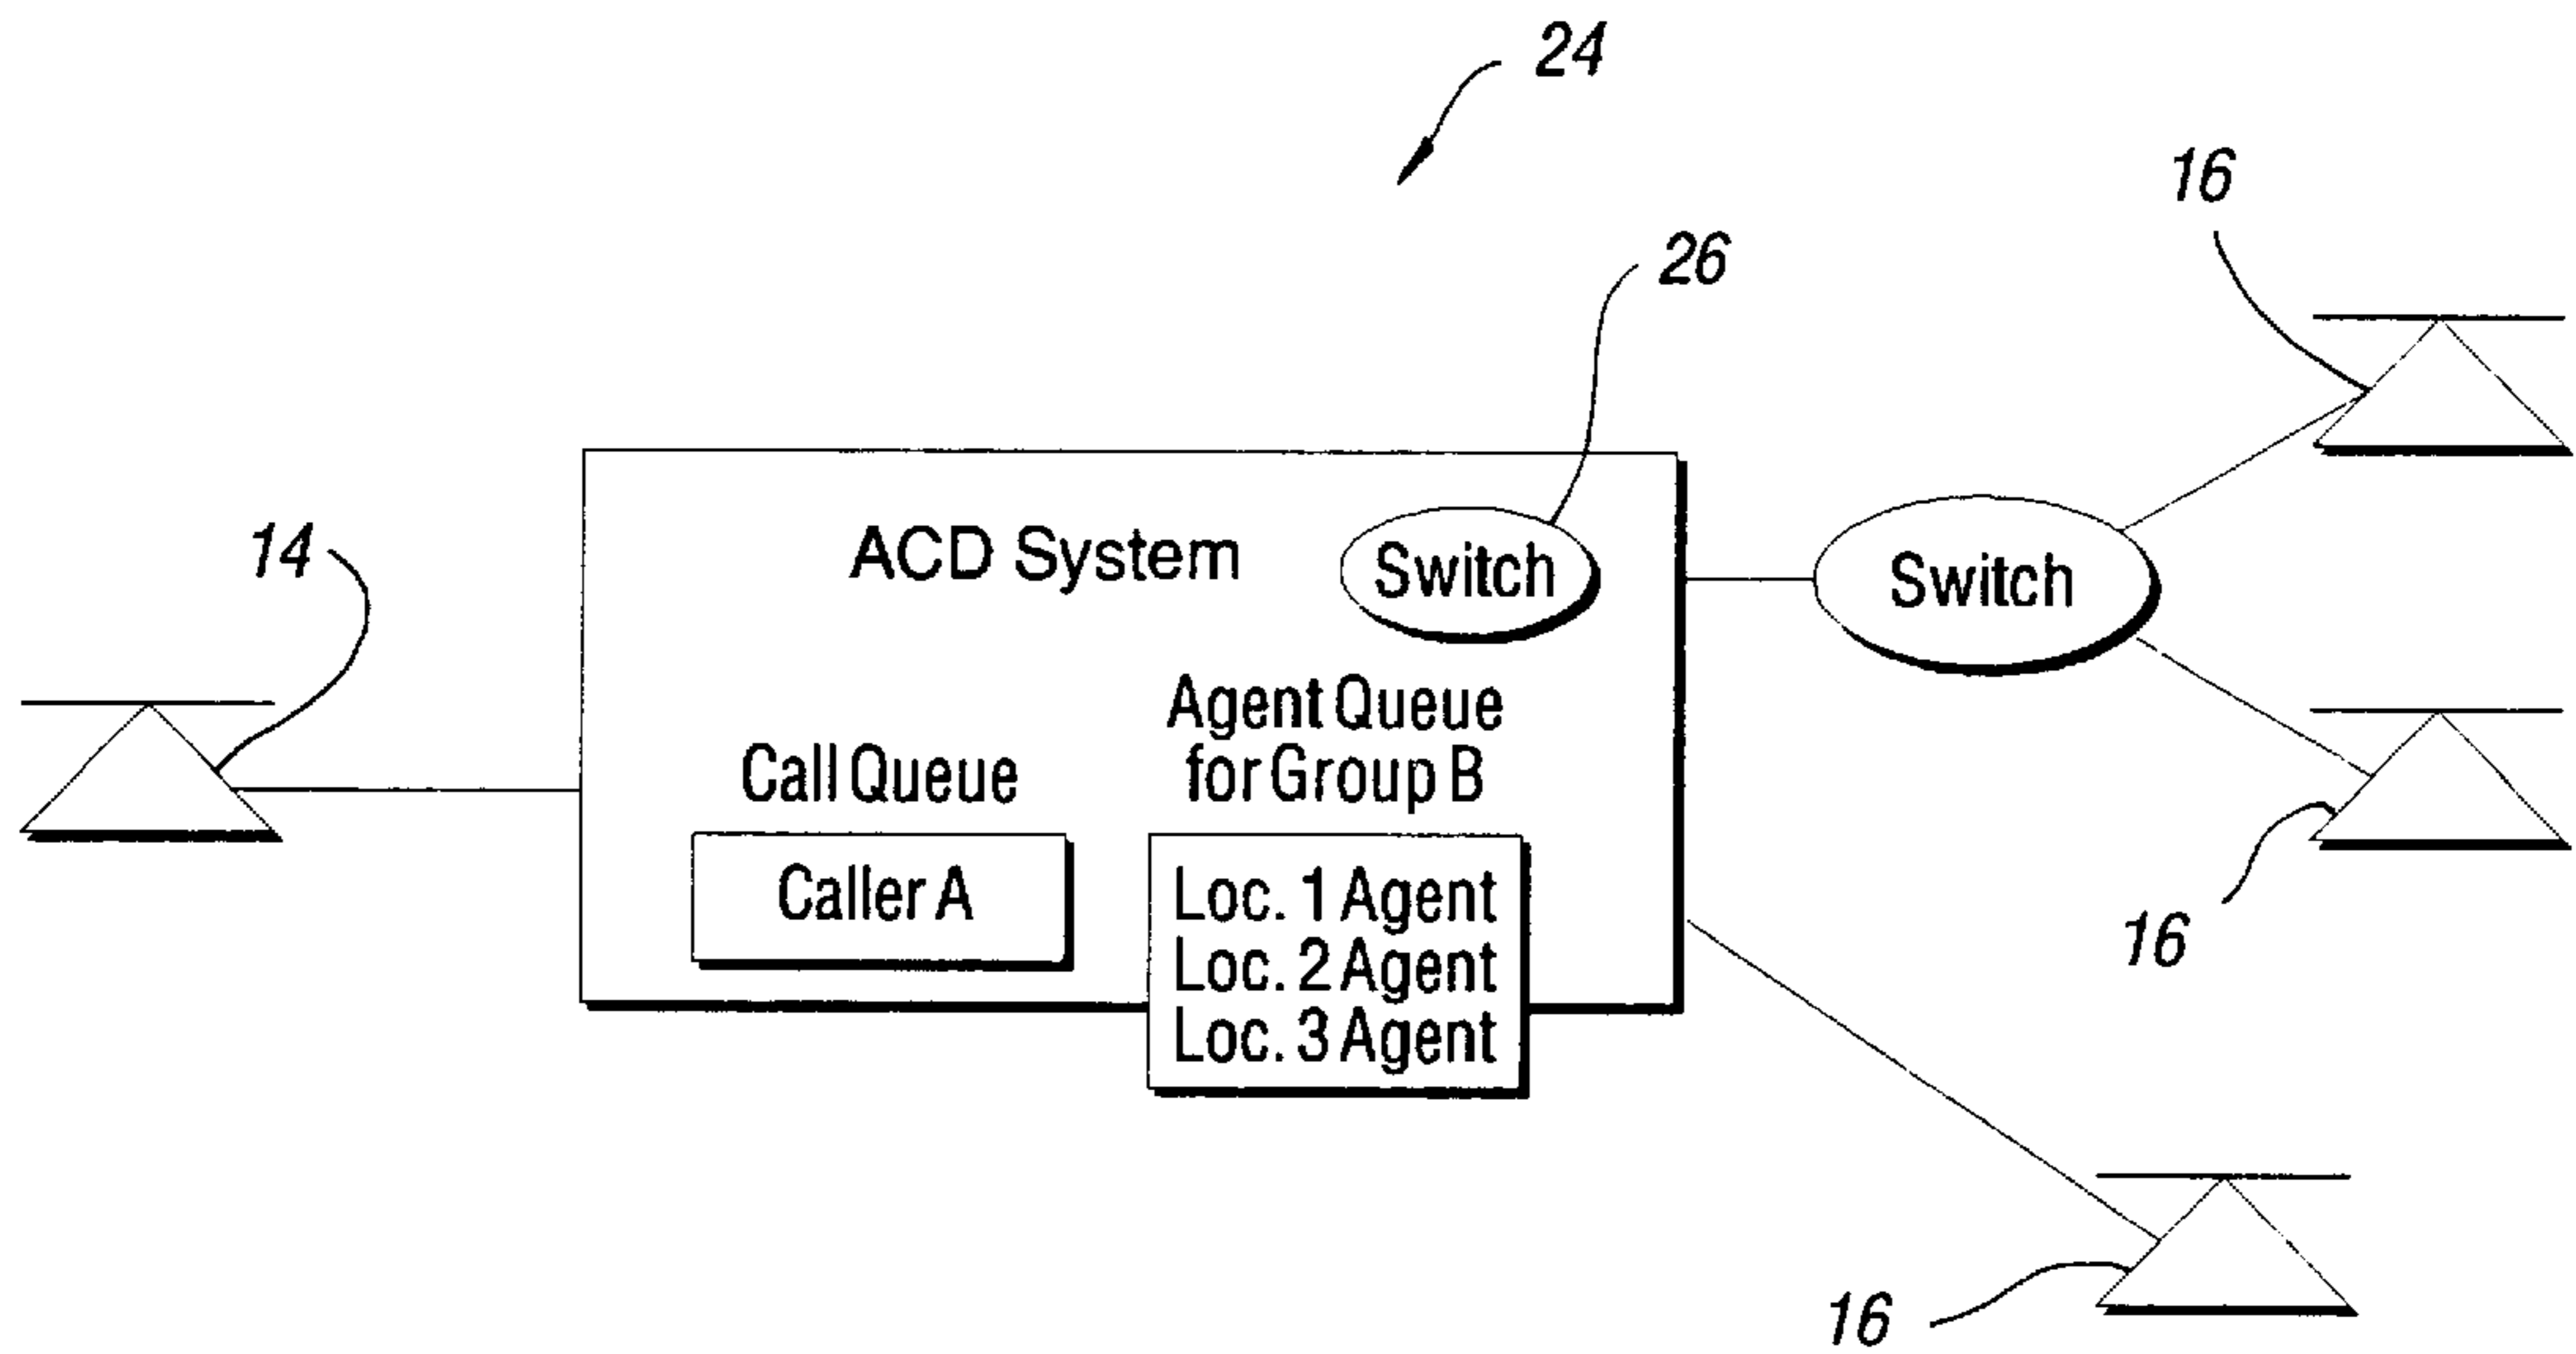 24
16
26
14
ACD System
Switch
Switch
Agent Queue
for Group B
Call Queue
Caller A
Loc. 1 Agent
Loc. 2 Agent
Loc. 3 Agent
16
16